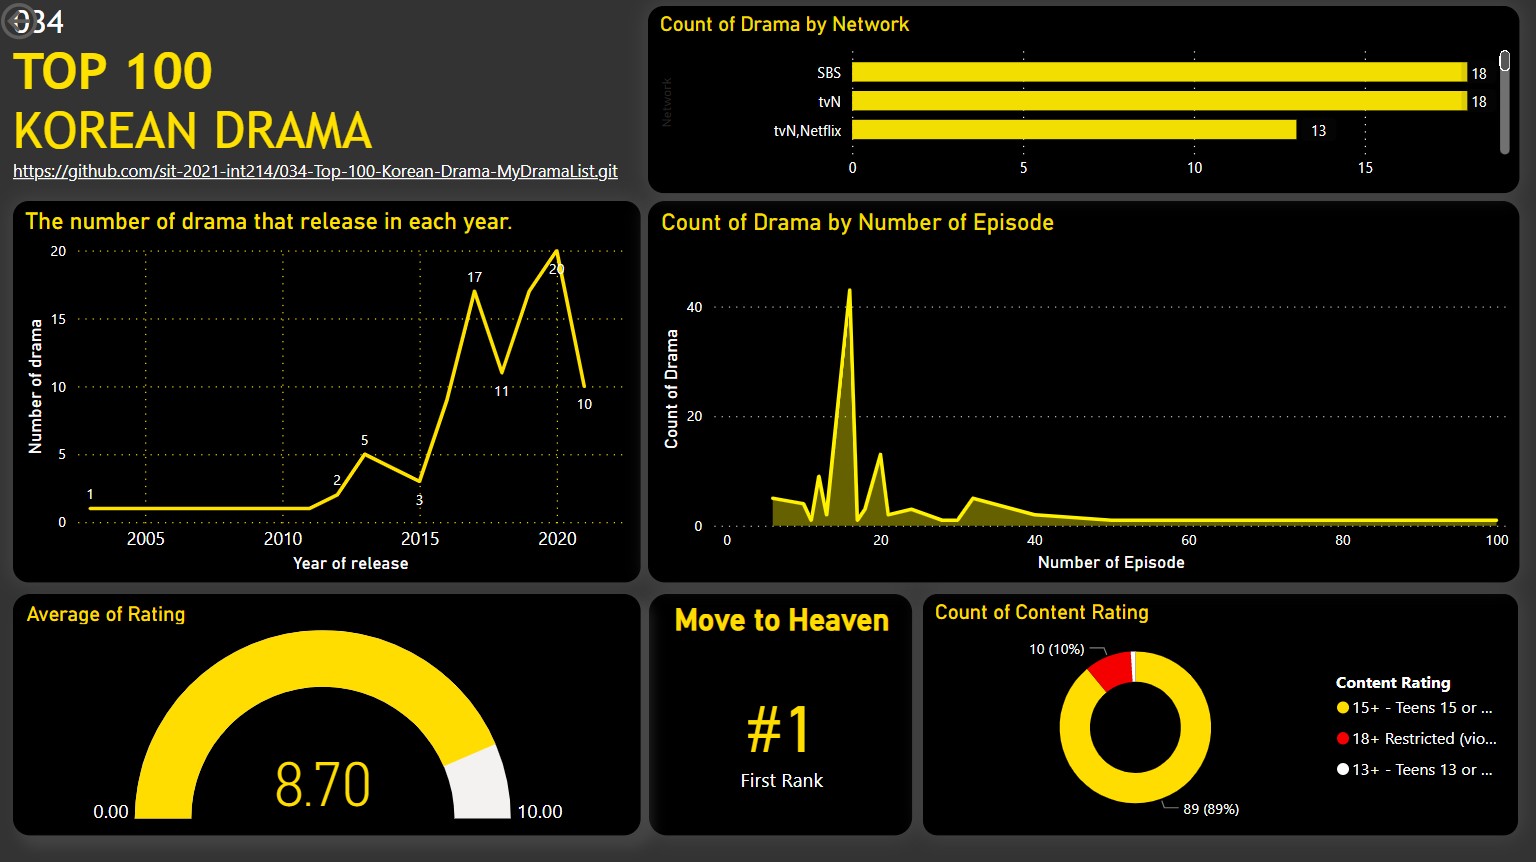 034
TOP 100
KOREAN DRAMA
https://github.com/sit-2021-int214/034-Top-100-Korean-Drama-MyDramaList.git
Count of Drama by Network
Network
SBS
18
tvN
18
tvN,Netflix
13
0 5 10 15
The number of drama that release in each year.
Number of drama
20
15
10
5
0
1
2
5
3
17
11
20
10
2005 2010 2015 2020
Year of release
Count of Drama by Number of Episode
Count of Drama
40
20
0
0 20 40 60 80 100
Number of Episode
Average of Rating
8.70
0.00 10.00
Move to Heaven
#1
First Rank
Count of Content Rating
10 (10%)
89 (89%)
Content Rating
15+ - Teens 15 or ...
18+ Restricted (vio...
13+ - Teens 13 or ...